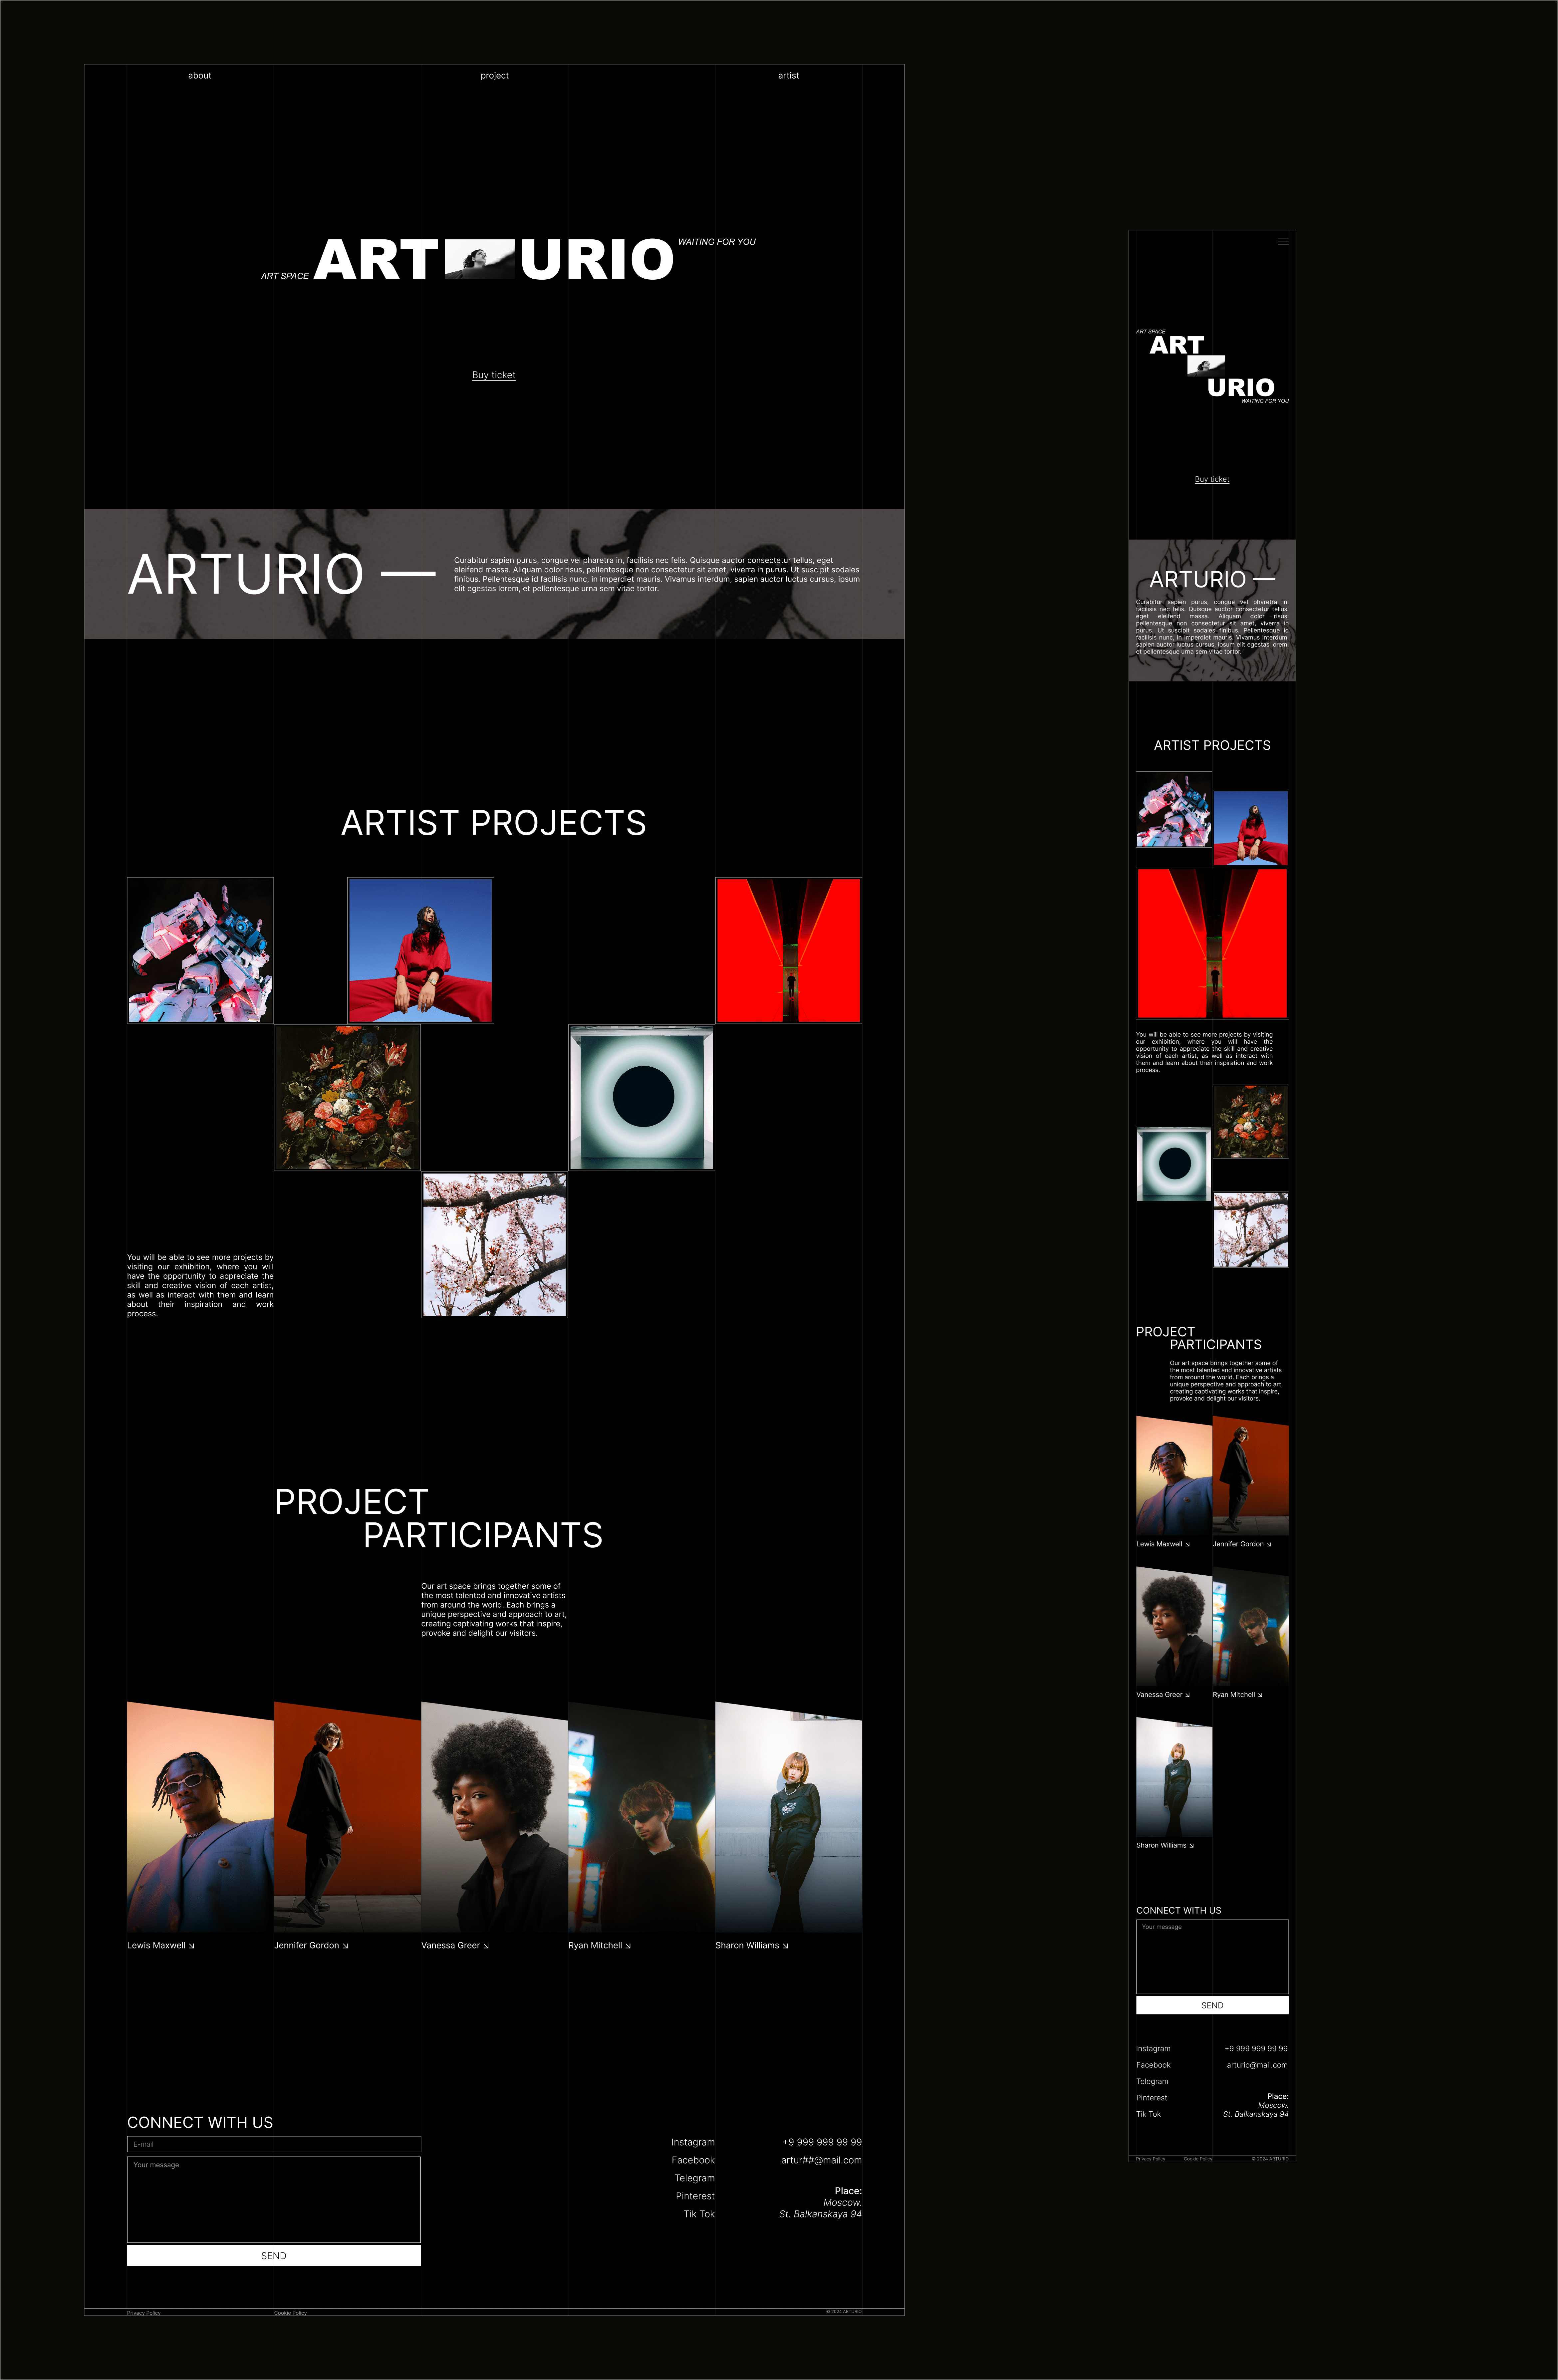 about
project
artist
ART URIO
WAITING FOR YOU
ART SPACE
Buy ticket
ARTURIO —
Curabitur sapien purus, congue vel pharetra in, facilisis nec felis. Quisque auctor consectetur tellus, eget
eleifend massa. Aliquam dolor risus, pellentesque non consectetur sit amet, viverra in purus. Ut suscipit sodales
finibus. Pellentesque id facilisis nunc, in imperdiet mauris. Vivamus interdum, sapien auctor luctus cursus, ipsum
elit egestas lorem, et pellentesque urna sem vitae tortor.
ARTIST PROJECTS
You will be able to see more projects by
visiting our exhibition, where you will
have the opportunity to appreciate the
skill and creative vision of each artist,
as well as interact with them and learn
about their inspiration and work
process.
PROJECT
PARTICIPANTS
Our art space brings together some of
the most talented and innovative artists
from around the world. Each brings a
unique perspective and approach to art,
creating captivating works that inspire,
provoke and delight our visitors.
Lewis Maxwell ↘
Jennifer Gordon ↘
Vanessa Greer ↘
Ryan Mitchell ↘
Sharon Williams ↘
CONNECT WITH US
E-mail
Your message
SEND
Instagram
Facebook
Telegram
Pinterest
Tik Tok
+9 999 999 99 99
artur##@mail.com
Place:
Moscow.
St. Balkanskaya 94
Privacy Policy
Cookie Policy
© 2024 ARTURIO
ART SPACE
ART
URIO
WAITING FOR YOU
Buy ticket
ARTURIO —
Curabitur sapien purus, congue vel pharetra in,
facilisis nec felis. Quisque auctor consectetur tellus,
eget eleifend massa. Aliquam dolor risus,
pellentesque non consectetur sit amet, viverra in
purus. Ut suscipit sodales finibus. Pellentesque id
facilisis nunc, in imperdiet mauris. Vivamus interdum,
sapien auctor luctus cursus, ipsum elit egestas lorem,
et pellentesque urna sem vitae tortor.
ARTIST PROJECTS
You will be able to see more projects by visiting
our exhibition, where you will have the
opportunity to appreciate the skill and creative
vision of each artist, as well as interact with
them and learn about their inspiration and work
process.
PROJECT
PARTICIPANTS
Our art space brings together some of
the most talented and innovative artists
from around the world. Each brings a
unique perspective and approach to art,
creating captivating works that inspire,
provoke and delight our visitors.
Lewis Maxwell ↘
Jennifer Gordon ↘
Vanessa Greer ↘
Ryan Mitchell ↘
Sharon Williams ↘
CONNECT WITH US
Your message
SEND
Instagram
Facebook
Telegram
Pinterest
Tik Tok
+9 999 999 99 99
arturio@mail.com
Place:
Moscow.
St. Balkanskaya 94
Privacy Policy
Cookie Policy
© 2024 ARTURIO